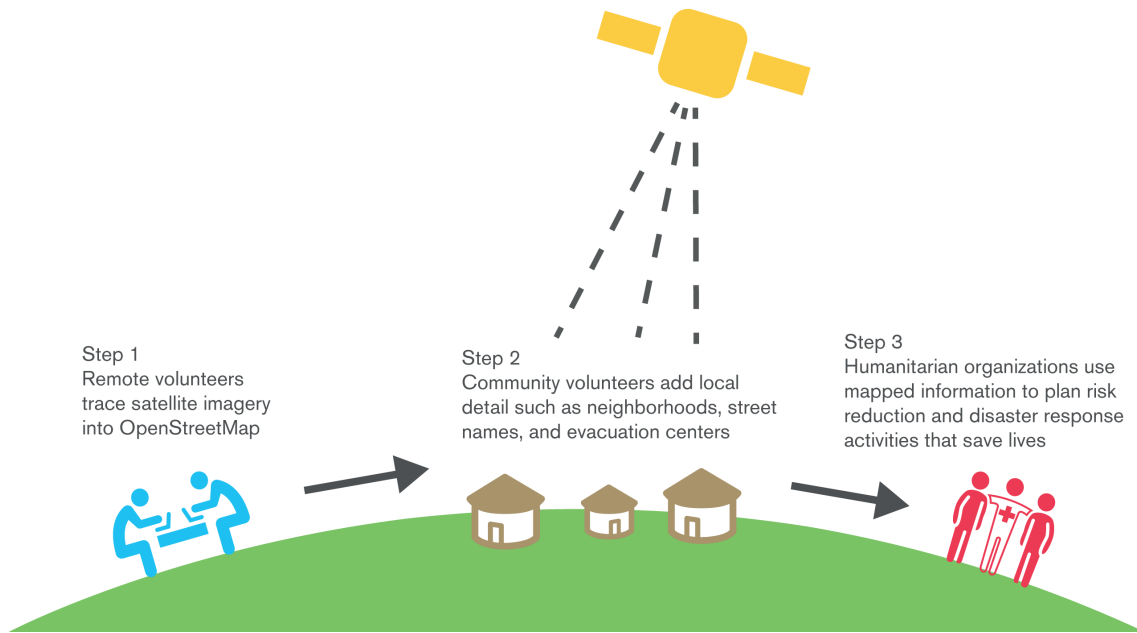 Step 1
Remote volunteers
trace satellite imagery
into OpenStreetMap
Step 2
Community volunteers add local
detail such as neighborhoods, street
names, and evacuation centers
Step 3
Humanitarian organizations use
mapped information to plan risk
reduction and disaster response
activities that save lives